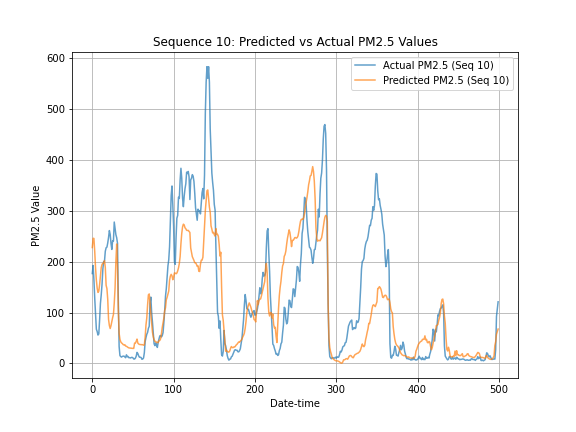 Sequence 10: Predicted vs Actual PM2.5 Values
Actual PM2.5 (Seq 10)
Predicted PM2.5 (Seq 10)
PM2.5 Value
600
500
400
300
200
100
0
0 100 200 300 400 500
Date-time